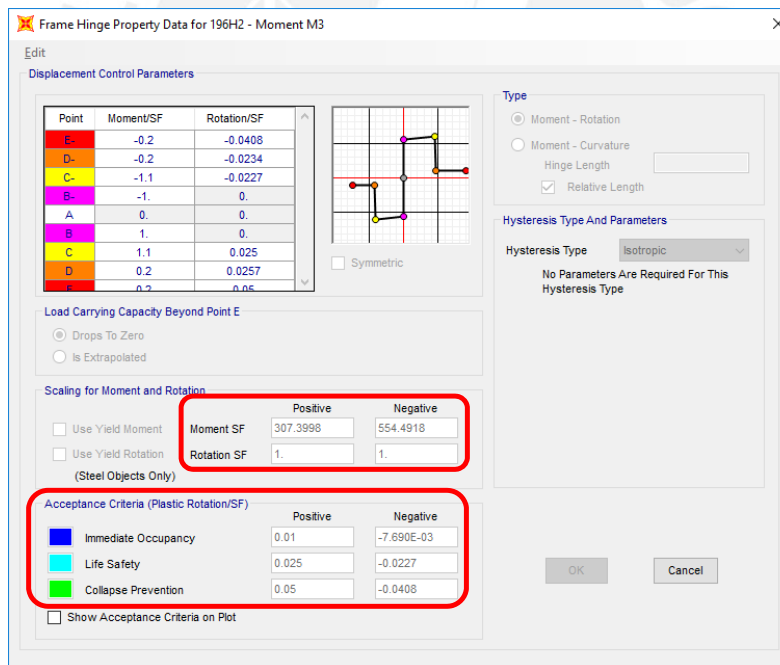 Frame Hinge Property Data for 196H2 - Moment M3
Edit
Displacement Control Parameters
Point Moment/SF Rotation/SF
E- -0.2 -0.0408
D- -0.2 -0.0234
C- -1.1 -0.0227
B- -1. 0.
A 0. 0.
B 1. 0.
C 1.1 0.025
D 0.2 0.0257
E 0.2 0.05
Symmetric
Load Carrying Capacity Beyond Point E
Drops To Zero
Is Extrapolated
Scaling for Moment and Rotation
Positive Negative
Use Yield Moment Moment SF 307.3998 554.4918
Use Yield Rotation Rotation SF 1. 1.
(Steel Objects Only)
Acceptance Criteria (Plastic Rotation/SF)
Positive Negative
Immediate Occupancy 0.01 -7.690E-03
Life Safety 0.025 -0.0227
Collapse Prevention 0.05 -0.0408
Show Acceptance Criteria on Plot
Type
Moment - Rotation
Moment - Curvature
Hinge Length
Relative Length
Hysteresis Type And Parameters
Hysteresis Type Isotropic
No Parameters Are Required For This
Hysteresis Type
OK Cancel